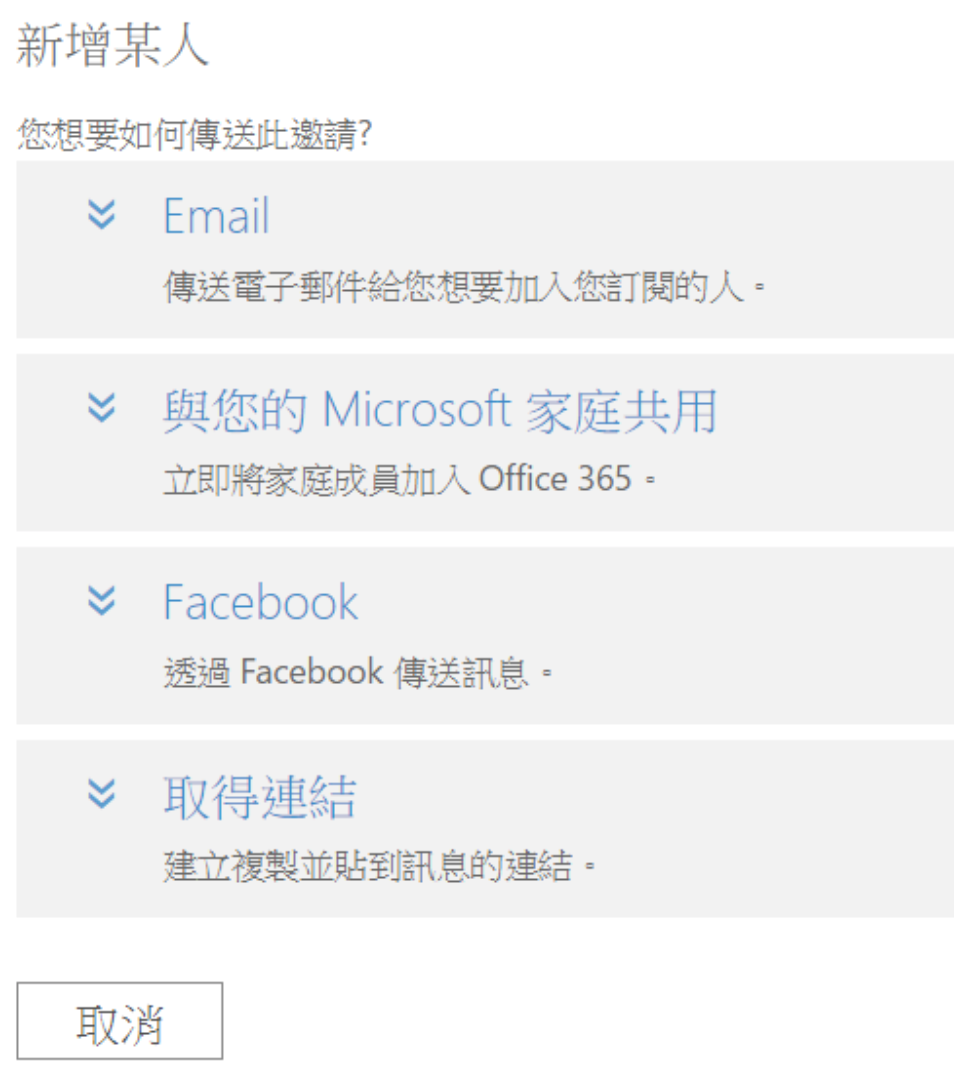 新增某人
您想要如何傳送此邀請?
Email
傳送電子郵件給您想要加入您訂閱的人。
與您的 Microsoft 家庭共用
立即將家庭成員加入 Office 365。
Facebook
透過 Facebook 傳送訊息。
取得連結
建立複製並貼到訊息的連結。
取消